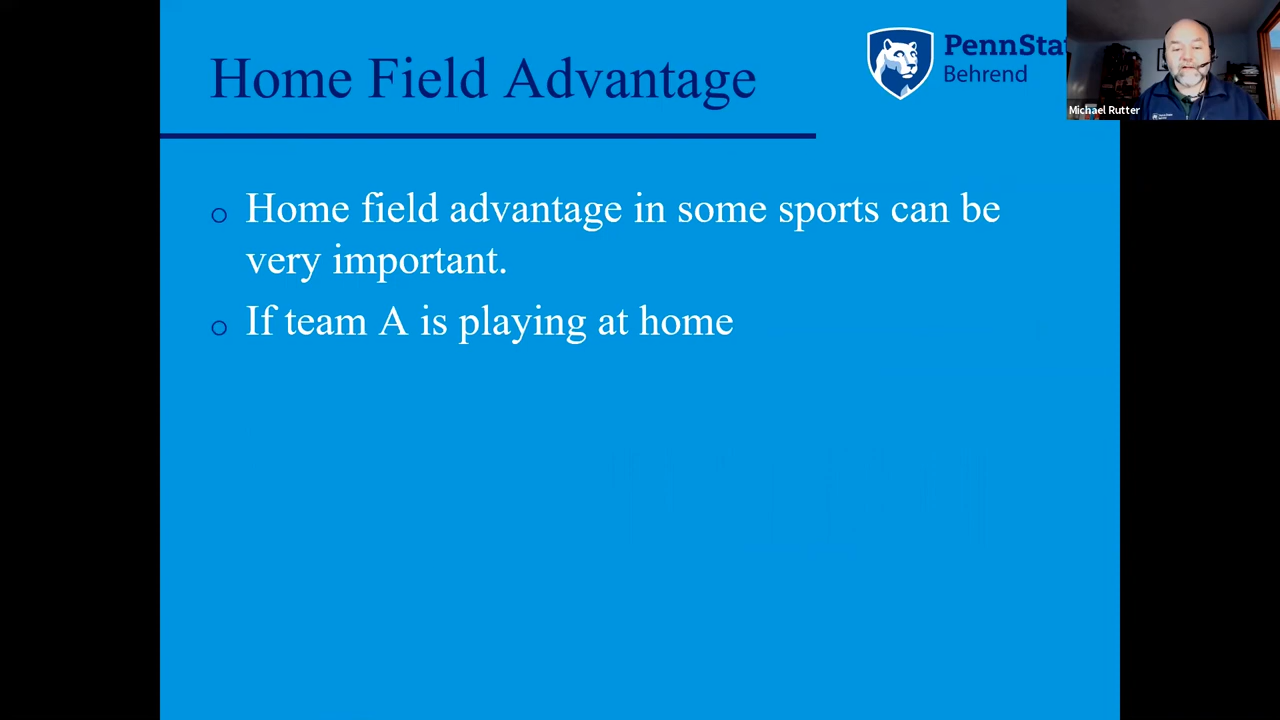 Home Field Advantage
PennSta
Behrend
Michael Rutter
Home field advantage in some sports can be
very important.
If team A is playing at home